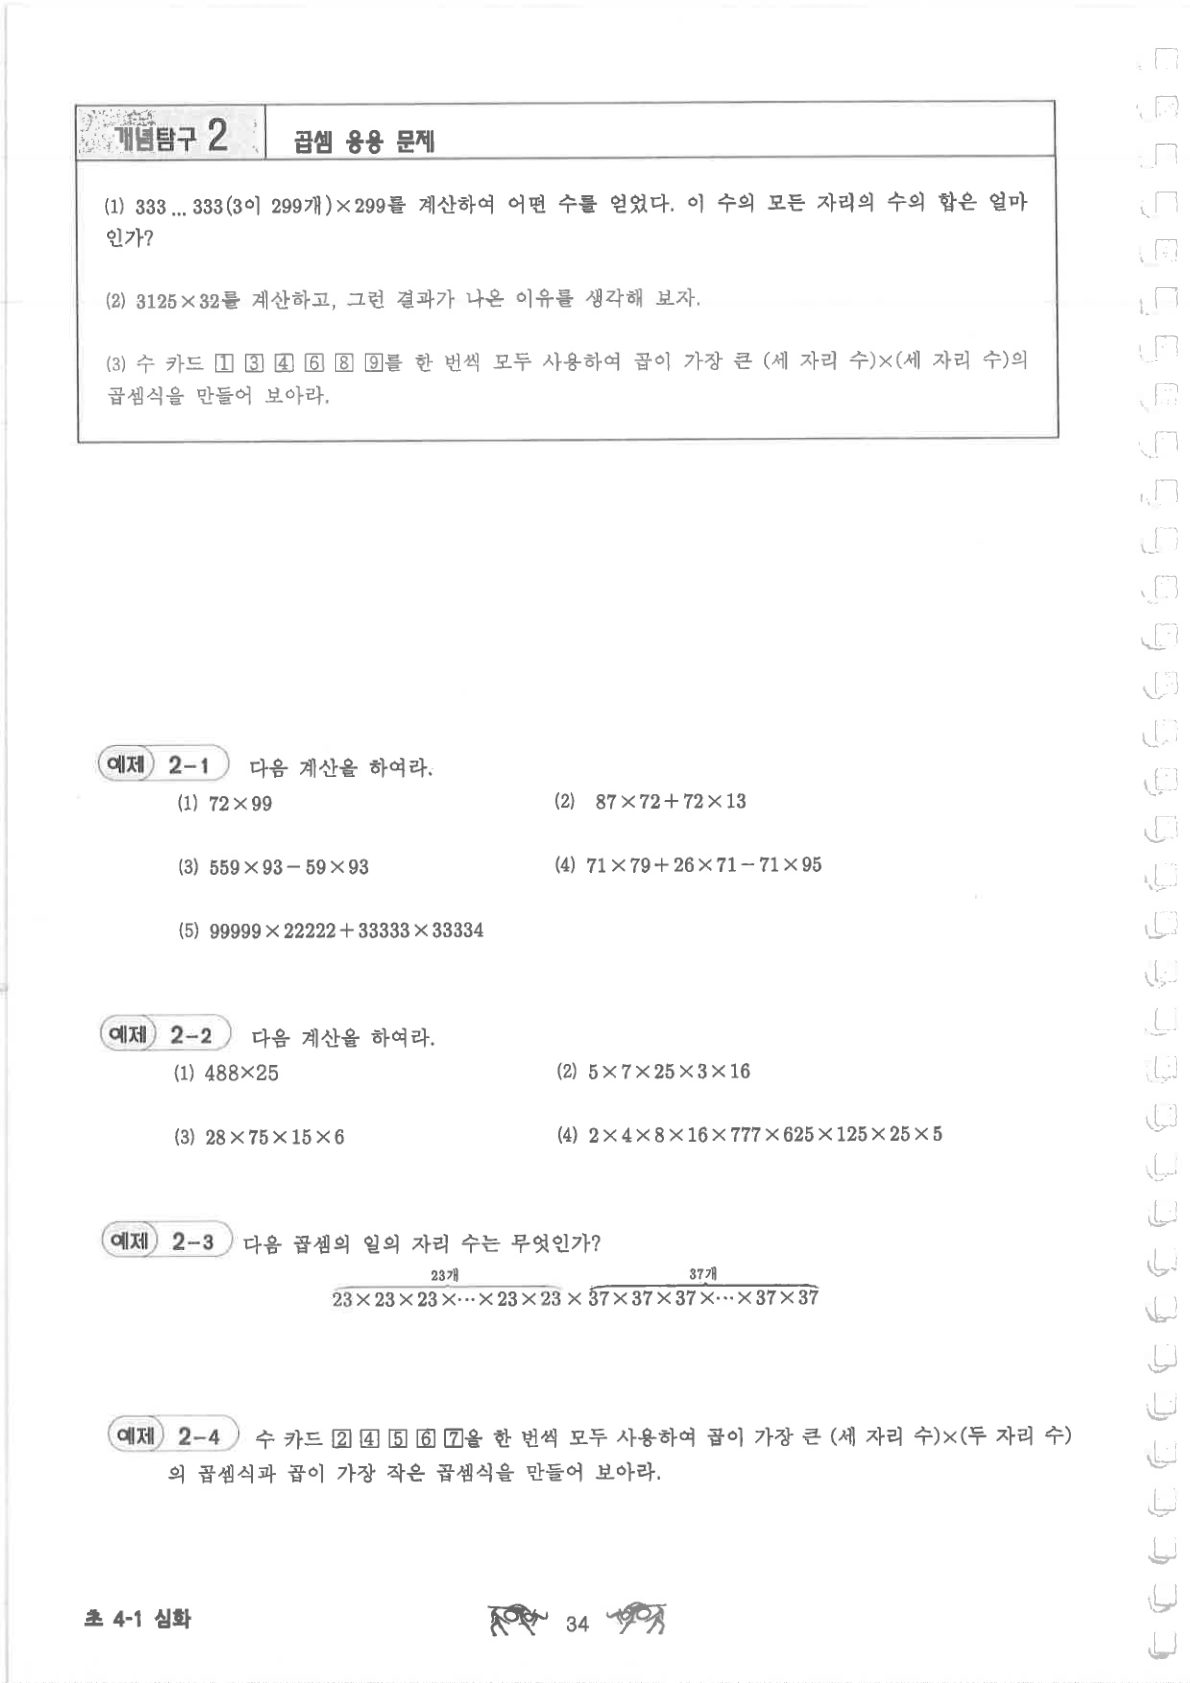 개념탐구 2 곱셈 응용 문제
(1) 333 ... 333(3이 299개)×299를 계산하여 어떤 수를 얻었다. 이 수의 모든 자리의 수의 합은 얼마
인가?
(2) 3125×32를 계산하고, 그런 결과가 나온 이유를 생각해 보자.
(3) 수 카드 1 3 4 6 8 9를 한 번씩 모두 사용하여 곱이 가장 큰 (세 자리 수)×(세 자리 수)의
곱셈식을 만들어 보아라.
예제 2-1 다음 계산을 하여라.
(1) 72×99 (2) 87×72+72×13
(3) 559×93-59×93 (4) 71×79+26×71-71×95
(5) 99999×22222+33333×33334
예제 2-2 다음 계산을 하여라.
(1) 488×25 (2) 5×7×25×3×16
(3) 28×75×15×6 (4) 2×4×8×16×777×625×125×25×5
예제 2-3 다음 곱셈의 일의 자리 수는 무엇인가?
23개 37개
23×23×23×···×23×23×37×37×37×···×37×37
예제 2-4 수 카드 2 4 5 6 7을 한 번씩 모두 사용하여 곱이 가장 큰 (세 자리 수)×(두 자리 수)
의 곱셈식과 곱이 가장 작은 곱셈식을 만들어 보아라.
초 4-1 심화 34